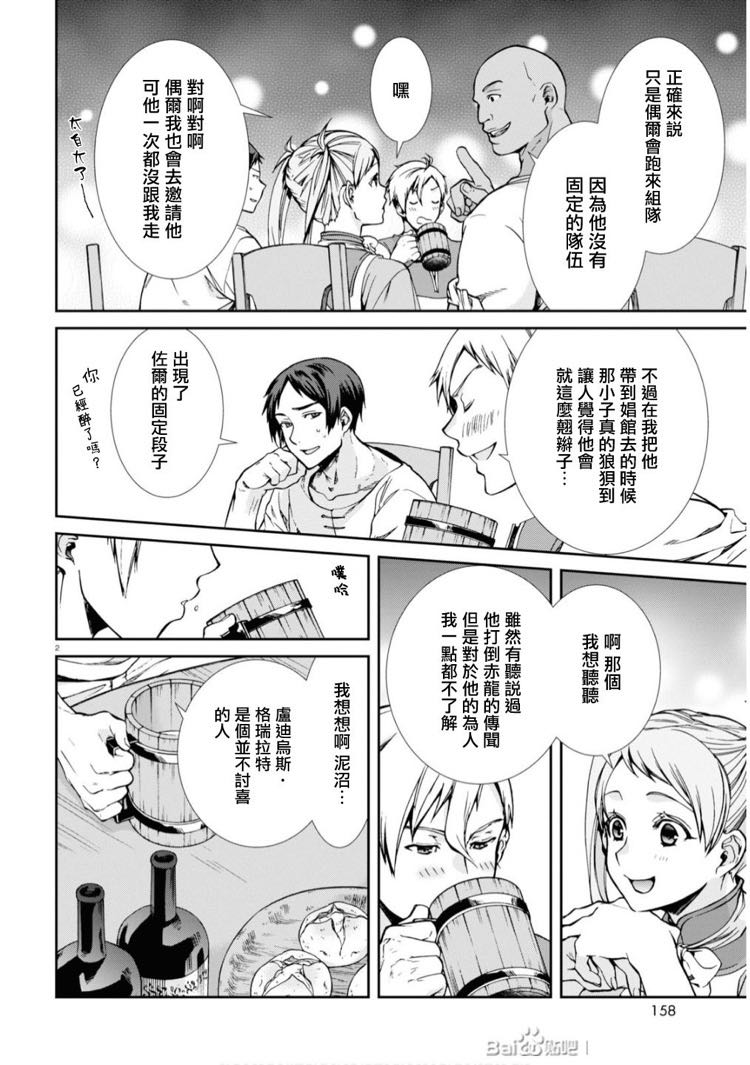 正確來說
只是偶爾會跑來組隊
因為他沒有
固定的隊伍
嘿
對啊對啊
偶爾我也會去邀請他
可他一次都沒跟我走
太自大了—
不過在我把他
帶到娼館去的時候
那小子真的狼狽到
讓人覺得他會
就這麼翹辮子…
出現了
佐爾的固定段子
你
已經醉了嗎？
啊 那個
我想聽聽
雖然有聽說過
他打倒赤龍的傳聞
但是對於他的為人
我一點都不了解
噗哈
我想想啊 泥沼…
盧迪烏斯．
格瑞拉特
是個並不討喜
的人
2
158
Bai 貼吧